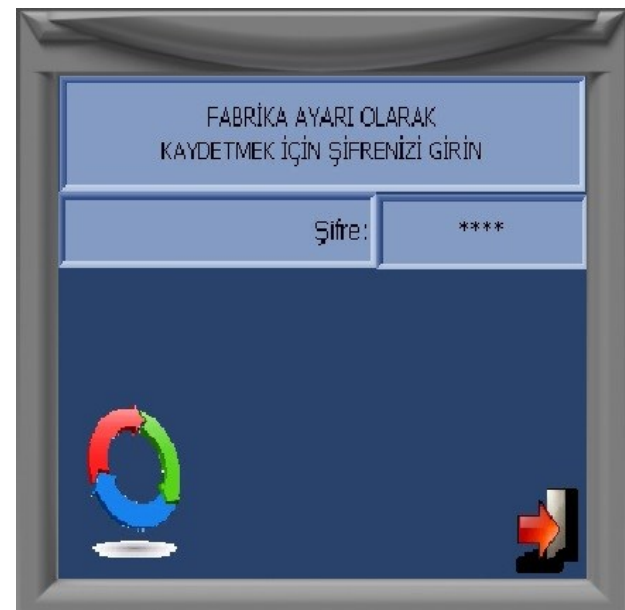 FABRİKA AYARI OLARAK
KAYDETMEK İÇİN ŞİFRENİZİ GİRİN
Şifre: ****